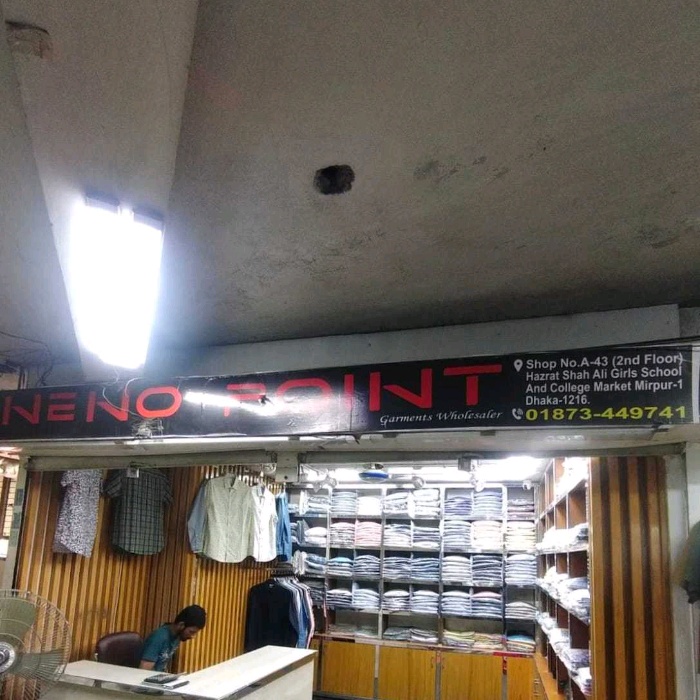 NENO POINT
Garments Wholesaler
Shop No.A-43 (2nd Floor)
Hazrat Shah Ali Girls School
And College Market Mirpur-1
Dhaka-1216.
01873-449741